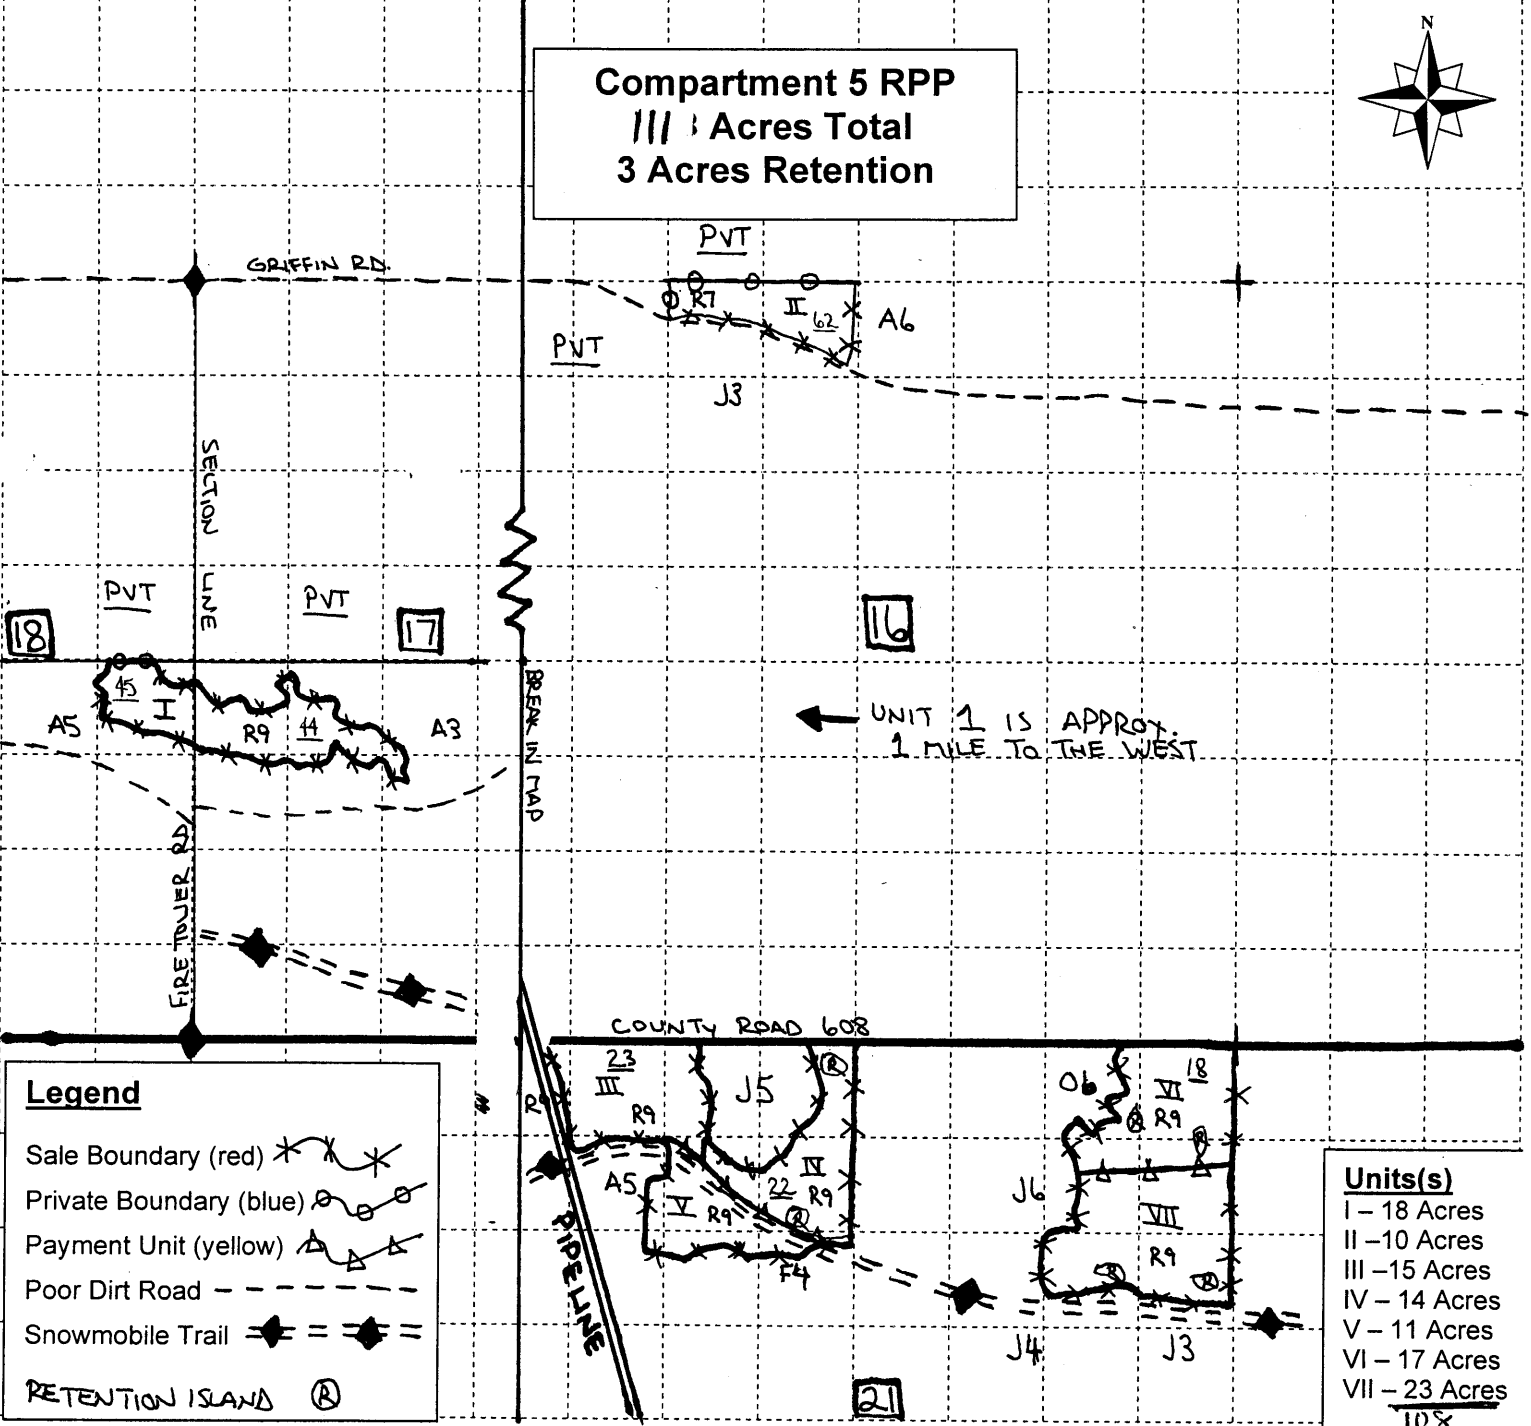 N
Compartment 5 RPP
111 Acres Total
3 Acres Retention
PVT
GRIFFIN RD.
R7
II
62
A6
PVT
J3
SECTION LINE
PVT
PVT
18
17
16
45
I
A5
R9
44
A3
BREAK IN MAP
UNIT 1 IS APPROX.
1 MILE TO THE WEST
FIRE TOWER RD
COUNTY ROAD 608
23
III
R9
J5
R
O6
VI
18
R9
R
R
A5
V
R9
22
IV
R9
R
F4
J6
VII
R9
R
R
PIPELINE
J4
J3
21
Legend
Sale Boundary (red)
Private Boundary (blue)
Payment Unit (yellow)
Poor Dirt Road
Snowmobile Trail
RETENTION ISLAND R
Units(s)
I – 18 Acres
II –10 Acres
III –15 Acres
IV – 14 Acres
V – 11 Acres
VI – 17 Acres
VII – 23 Acres
108